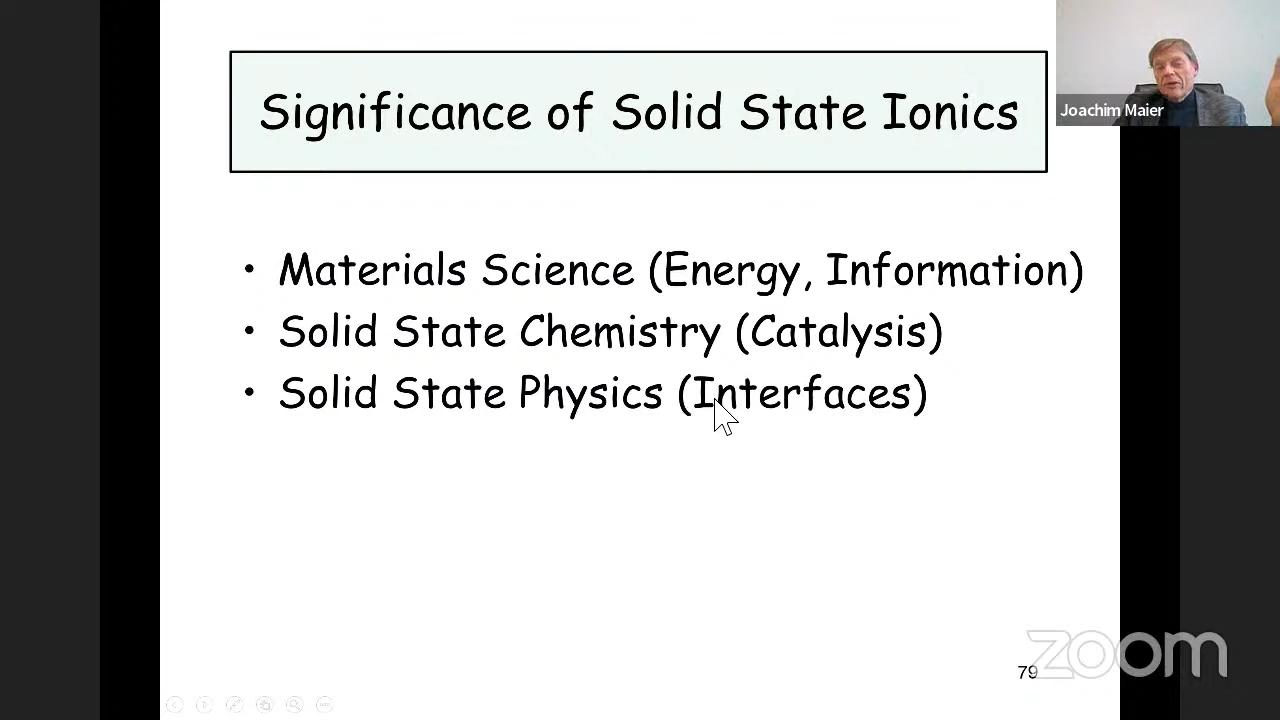 Significance of Solid State Ionics
Joachim Maier
• Materials Science (Energy, Information)
• Solid State Chemistry (Catalysis)
• Solid State Physics (Interfaces)
79
zoom